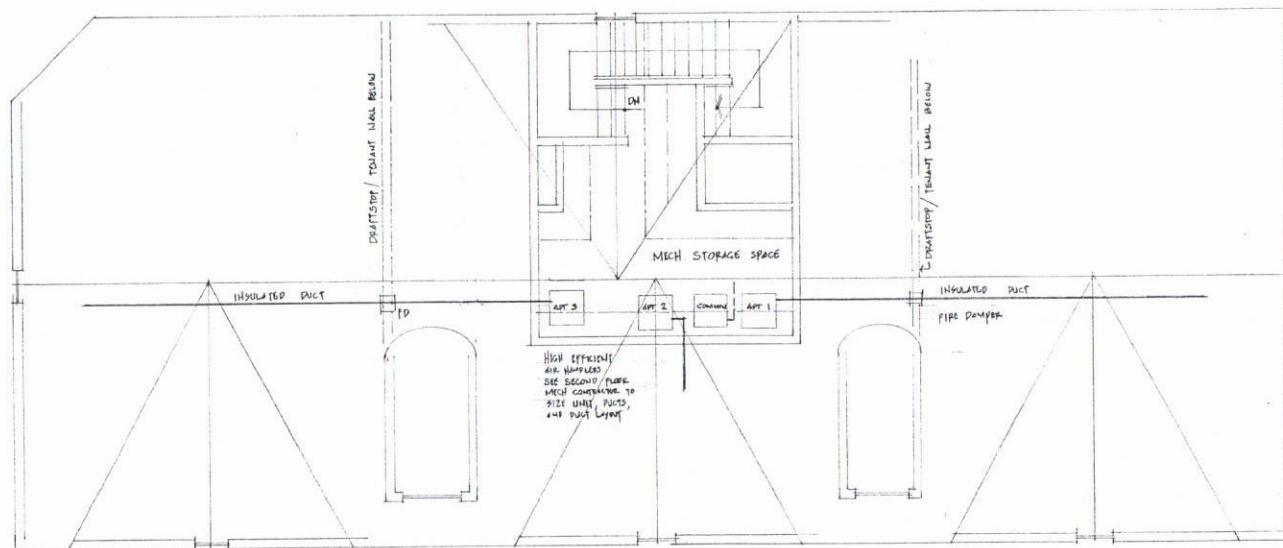 DRAFTSTOP / TENANT WALL BELOW
DN
DRAFTSTOP / TENANT WALL BELOW
MECH STORAGE SPACE
INSULATED DUCT
FD
APT 3
APT 2
COMMON
APT 1
INSULATED DUCT
FIRE DAMPER
HIGH EFFICIENT
AIR HANDLERS
SEE SECOND FLOOR
MECH CONTRACTOR TO
SIZE UNIT, DUCTS,
AND DUCT LAYOUT